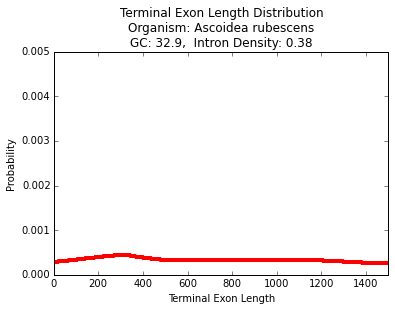 Terminal Exon Length Distribution
Organism: Ascoidea rubescens
GC: 32.9,  Intron Density: 0.38
0.005
0.004
0.003
0.002
0.001
0.000
Probability
0 200 400 600 800 1000 1200 1400
Terminal Exon Length